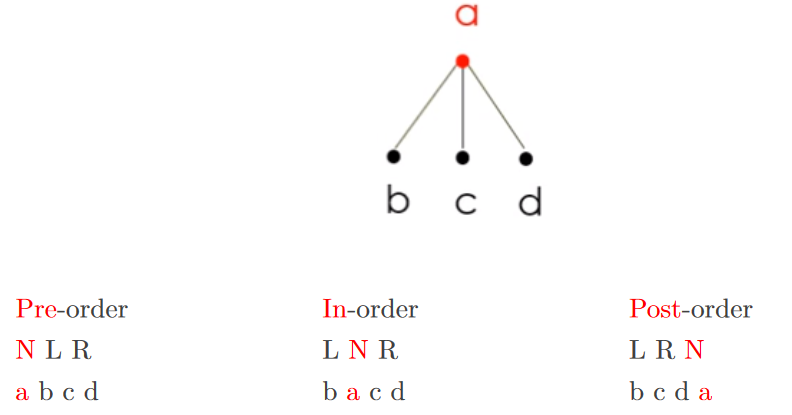 a
b c d
Pre-order
N L R
a b c d
In-order
L N R
b a c d
Post-order
L R N
b c d a